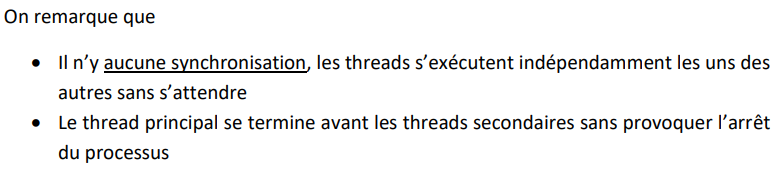 On remarque que
• Il n'y aucune synchronisation, les threads s'exécutent indépendamment les uns des
autres sans s'attendre
• Le thread principal se termine avant les threads secondaires sans provoquer l'arrêt
du processus